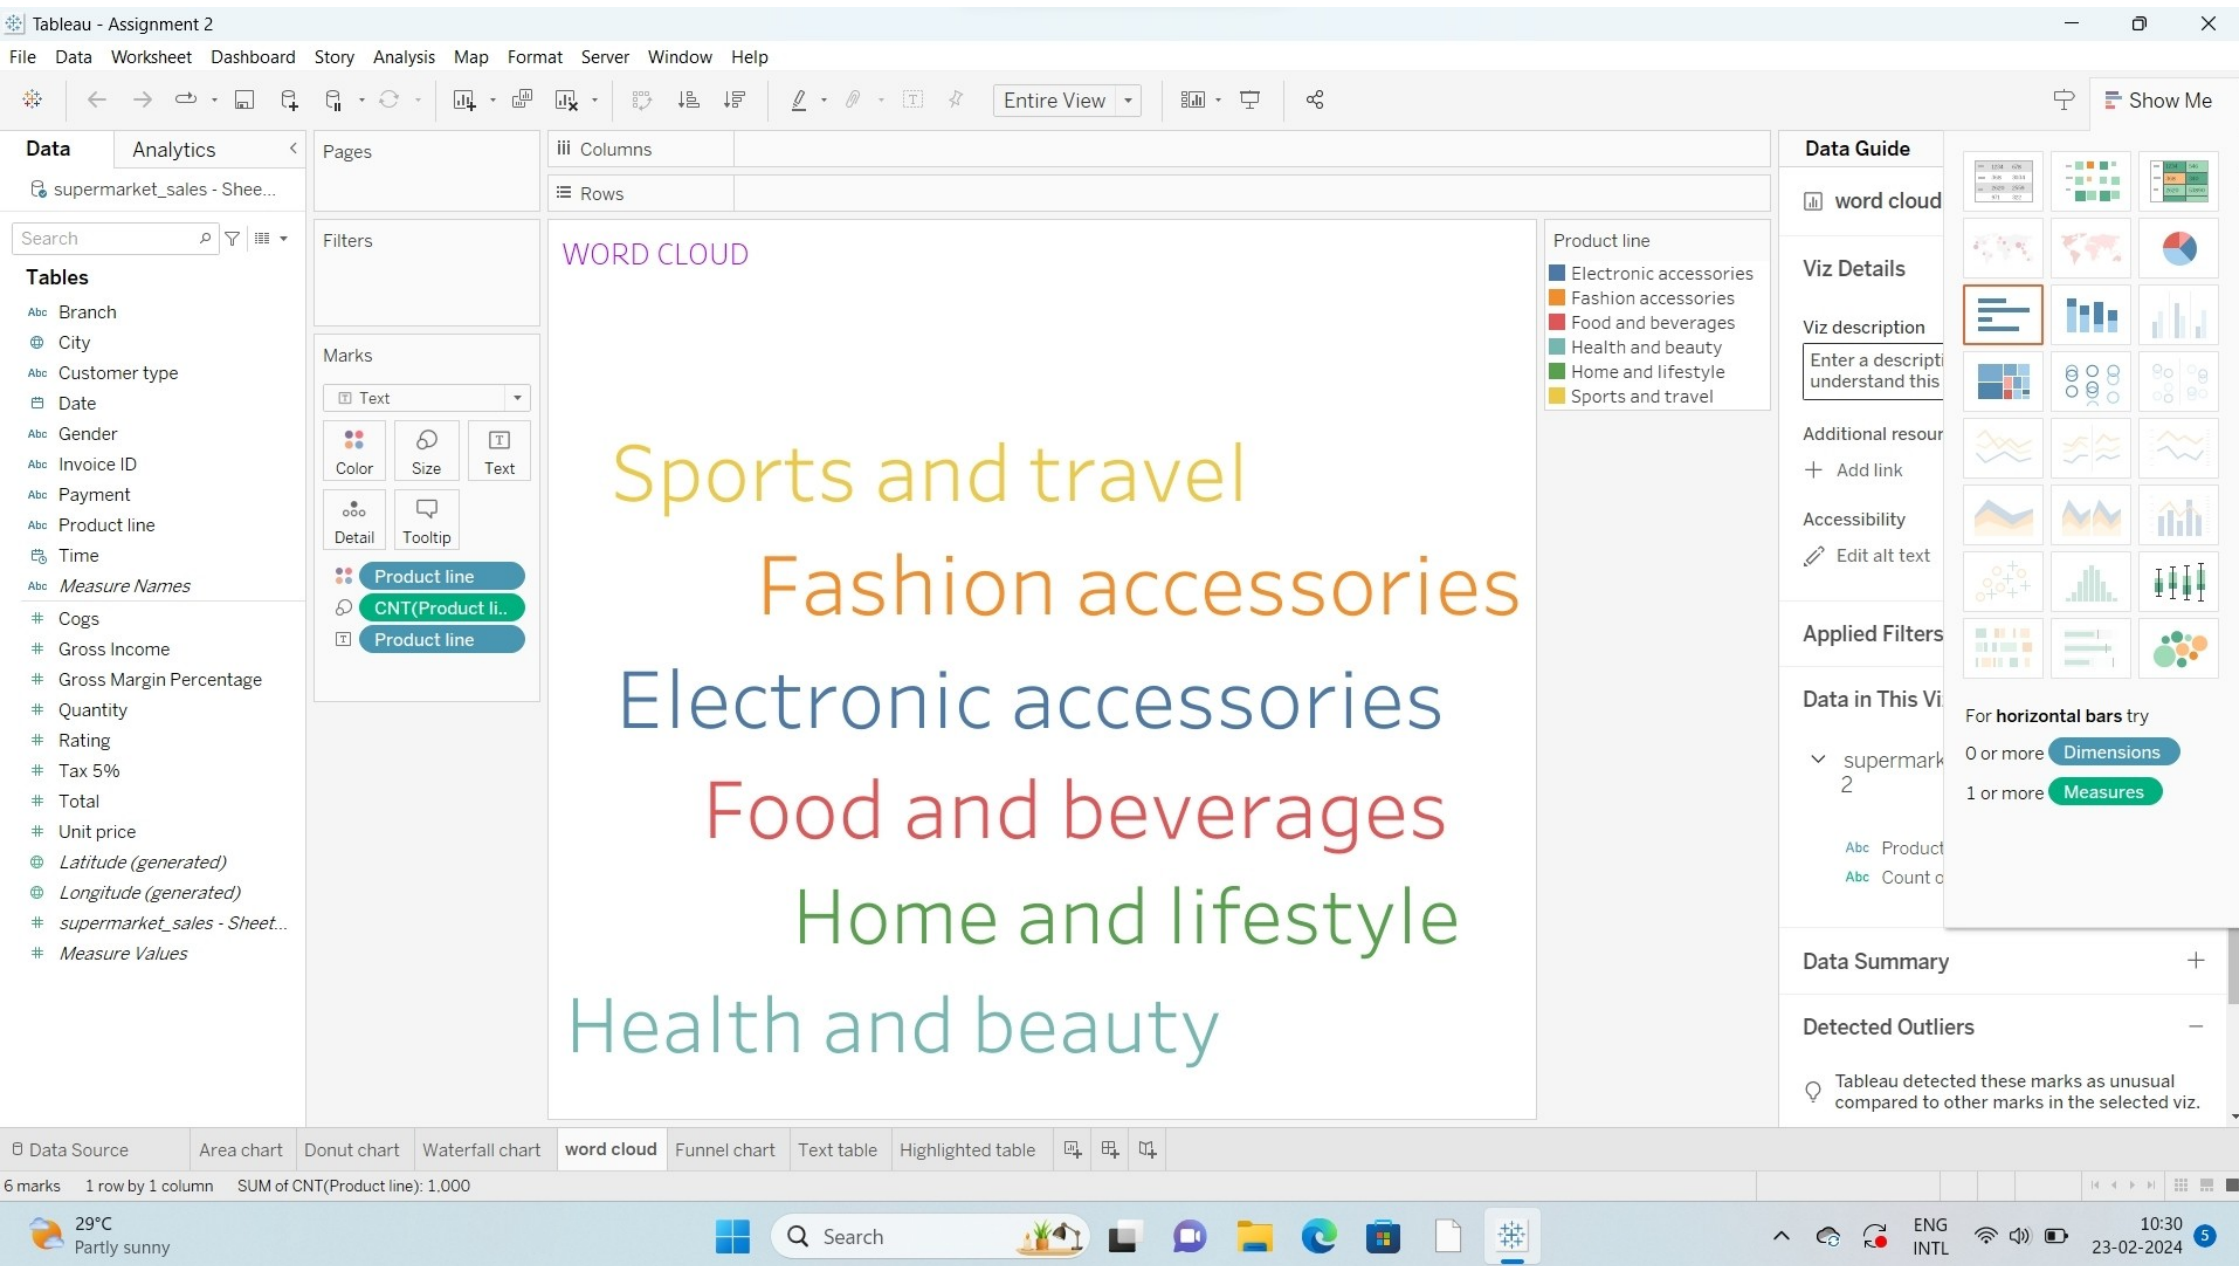 Tableau - Assignment 2
File Data Worksheet Dashboard Story Analysis Map Format Server Window Help
Entire View
Show Me
Data Analytics
supermarket_sales - Shee...
Search
Tables
Abc Branch
City
Abc Customer type
Date
Abc Gender
Abc Invoice ID
Abc Payment
Abc Product line
Time
Abc Measure Names
# Cogs
# Gross Income
# Gross Margin Percentage
# Quantity
# Rating
# Tax 5%
# Total
# Unit price
Latitude (generated)
Longitude (generated)
# supermarket_sales - Sheet...
# Measure Values
Pages
Filters
Marks
Text
Color Size Text
Detail Tooltip
Product line
CNT(Product li..
Product line
Columns
Rows
WORD CLOUD
Sports and travel
Fashion accessories
Electronic accessories
Food and beverages
Home and lifestyle
Health and beauty
Product line
Electronic accessories
Fashion accessories
Food and beverages
Health and beauty
Home and lifestyle
Sports and travel
Data Guide
word cloud
Viz Details
Viz description
Enter a descripti
understand this
Additional resour
Add link
Accessibility
Edit alt text
Applied Filters
Data in This Vi
supermark
2
Abc Product
Abc Count o
Data Summary
Detected Outliers
Tableau detected these marks as unusual
compared to other marks in the selected viz.
For horizontal bars try
0 or more Dimensions
1 or more Measures
Data Source Area chart Donut chart Waterfall chart word cloud Funnel chart Text table Highlighted table
6 marks 1 row by 1 column SUM of CNT(Product line): 1,000
29°C
Partly sunny
Search
ENG
INTL
10:30
23-02-2024
5